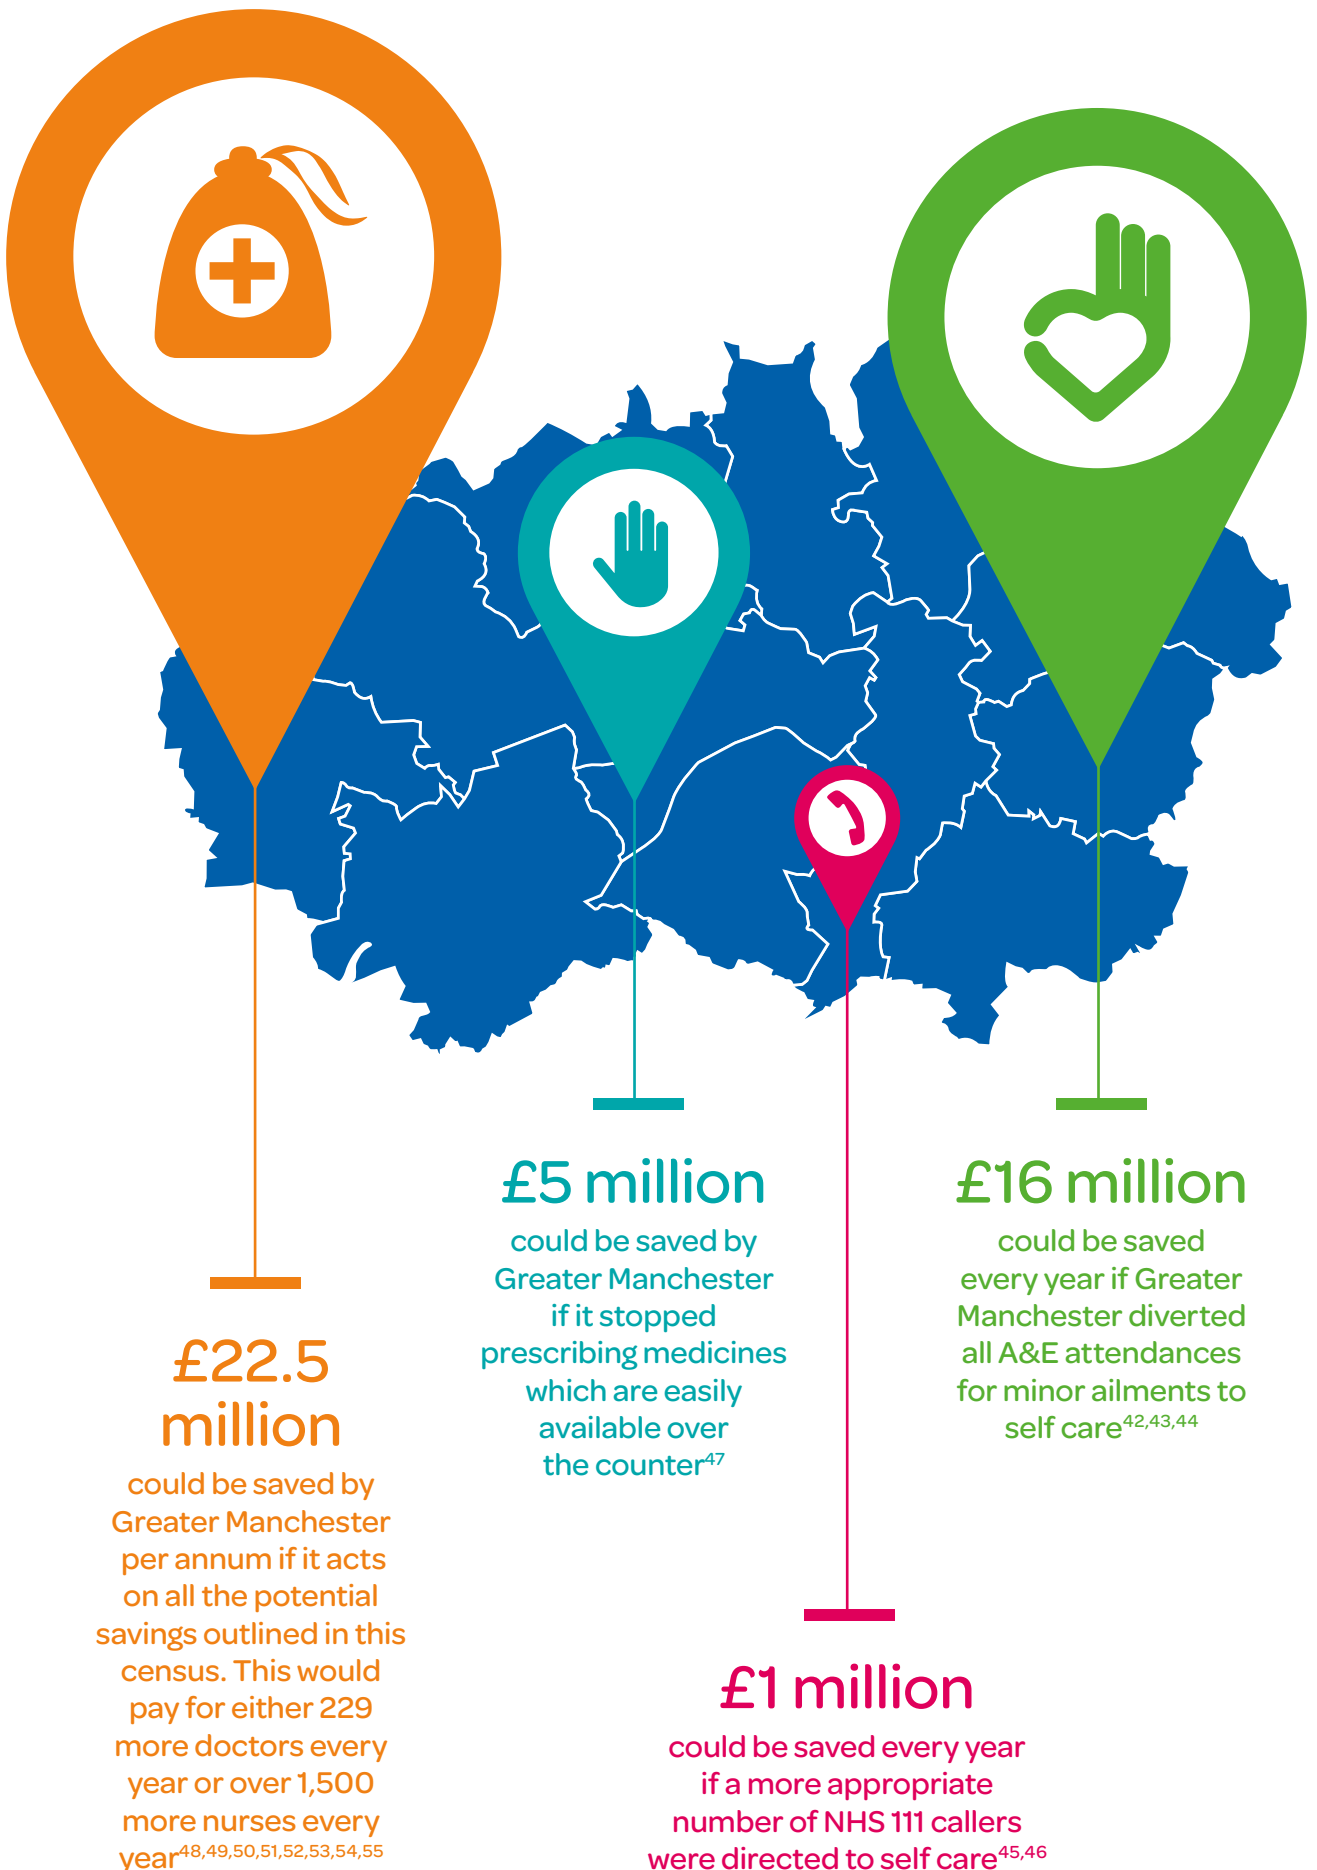 £5 million
could be saved by
Greater Manchester
if it stopped
prescribing medicines
which are easily
available over
the counter47
£16 million
could be saved
every year if Greater
Manchester diverted
all A&E attendances
for minor ailments to
self care42,43,44
£22.5
million
could be saved by
Greater Manchester
per annum if it acts
on all the potential
savings outlined in this
census. This would
pay for either 229
more doctors every
year or over 1,500
more nurses every
year48,49,50,51,52,53,54,55
£1 million
could be saved every year
if a more appropriate
number of NHS 111 callers
were directed to self care45,46